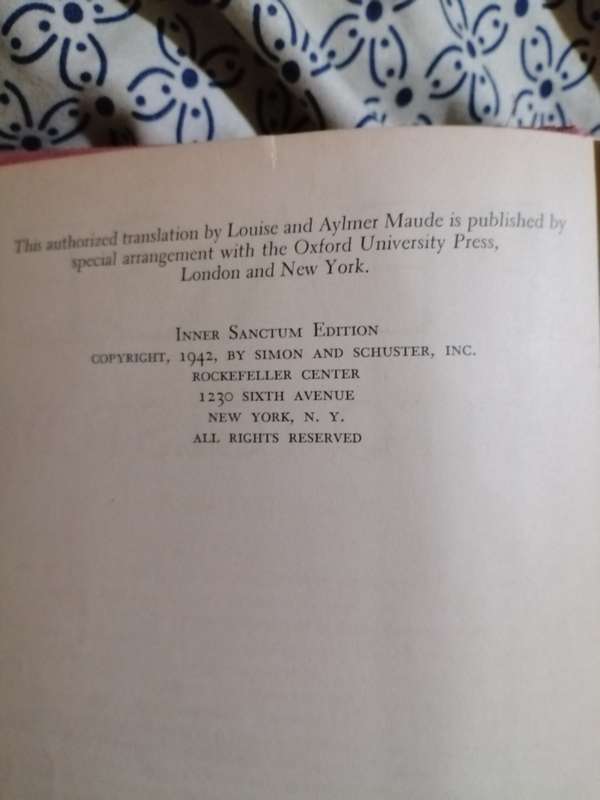 This authorized translation by Louise and Aylmer Maude is published by
special arrangement with the Oxford University Press,
London and New York.
INNER SANCTUM EDITION
COPYRIGHT, 1942, BY SIMON AND SCHUSTER, INC.
ROCKEFELLER CENTER
1230 SIXTH AVENUE
NEW YORK, N. Y.
ALL RIGHTS RESERVED